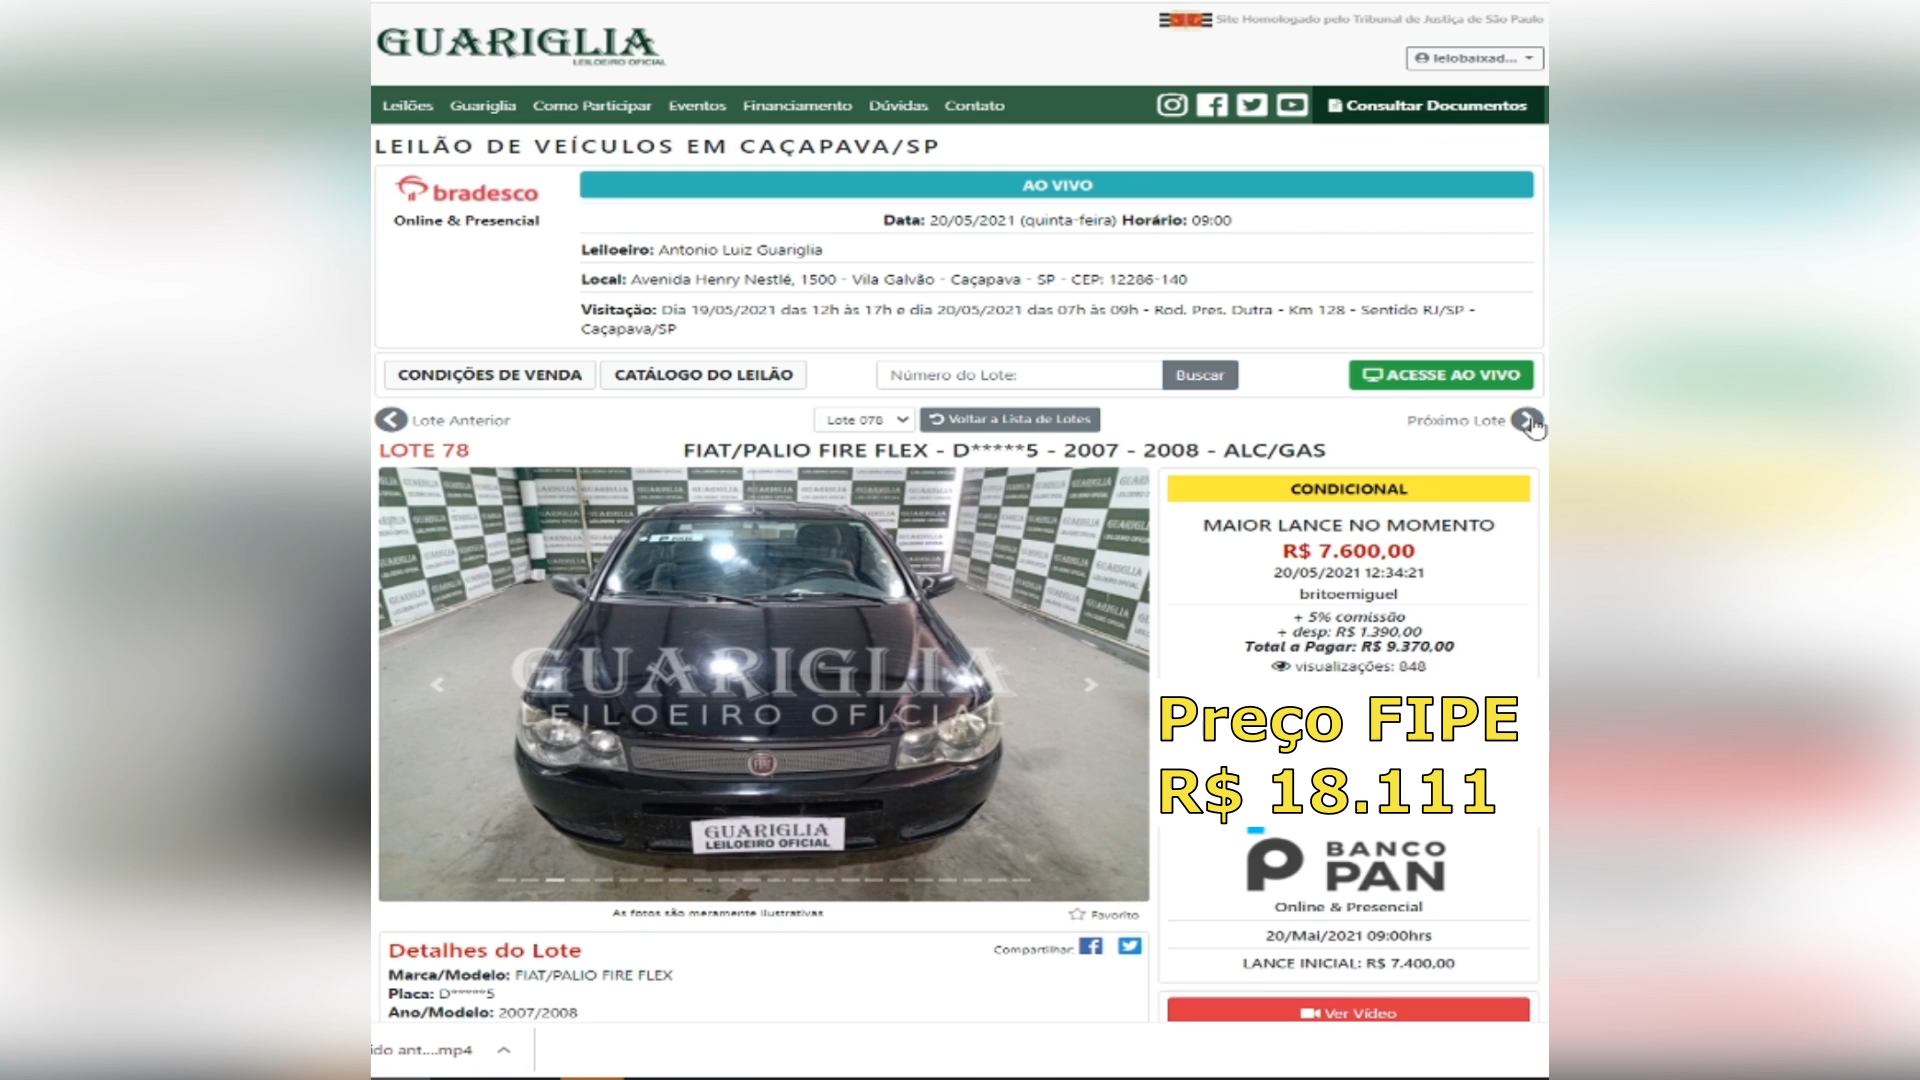 GUARIGLIA
LEILOEIRO OFICIAL
Site Homologado pelo Tribunal de Justiça de São Paulo
lelobaixad...
Leilões Guariglia Como Participar Eventos Financiamento Dúvidas Contato
Consultar Documentos
LEILÃO DE VEÍCULOS EM CAÇAPAVA/SP
bradesco
Online & Presencial
AO VIVO
Data: 20/05/2021 (quinta-feira) Horário: 09:00
Leiloeiro: Antonio Luiz Guariglia
Local: Avenida Henry Nestlé, 1500 - Vila Galvão - Caçapava - SP - CEP: 12286-140
Visitação: Dia 19/05/2021 das 12h às 17h e dia 20/05/2021 das 07h às 09h - Rod. Pres. Dutra - Km 128 - Sentido RJ/SP -
Caçapava/SP
CONDIÇÕES DE VENDA CATÁLOGO DO LEILÃO Número do Lote: Buscar ACESSE AO VIVO
Lote Anterior Lote 078 Voltar a Lista de Lotes Próximo Lote
LOTE 78 FIAT/PALIO FIRE FLEX - D*****5 - 2007 - 2008 - ALC/GAS
GUARIGLIA
LEILOEIRO OFICIAL
GUARIGLIA
LEILOEIRO OFICIAL
As fotos são meramente ilustrativas
Favorito
CONDICIONAL
MAIOR LANCE NO MOMENTO
R$ 7.600,00
20/05/2021 12:34:21
britoemiguel
+ 5% comissão
+ desp: R$ 1.390,00
Total a Pagar: R$ 9.370,00
visualizações: 848
Preço FIPE
R$ 18.111
BANCO
PAN
Online & Presencial
20/Mai/2021 09:00hrs
LANCE INICIAL: R$ 7.400,00
Ver Vídeo
Detalhes do Lote
Compartilhar:
Marca/Modelo: FIAT/PALIO FIRE FLEX
Placa: D*****5
Ano/Modelo: 2007/2008
ido ant....mp4